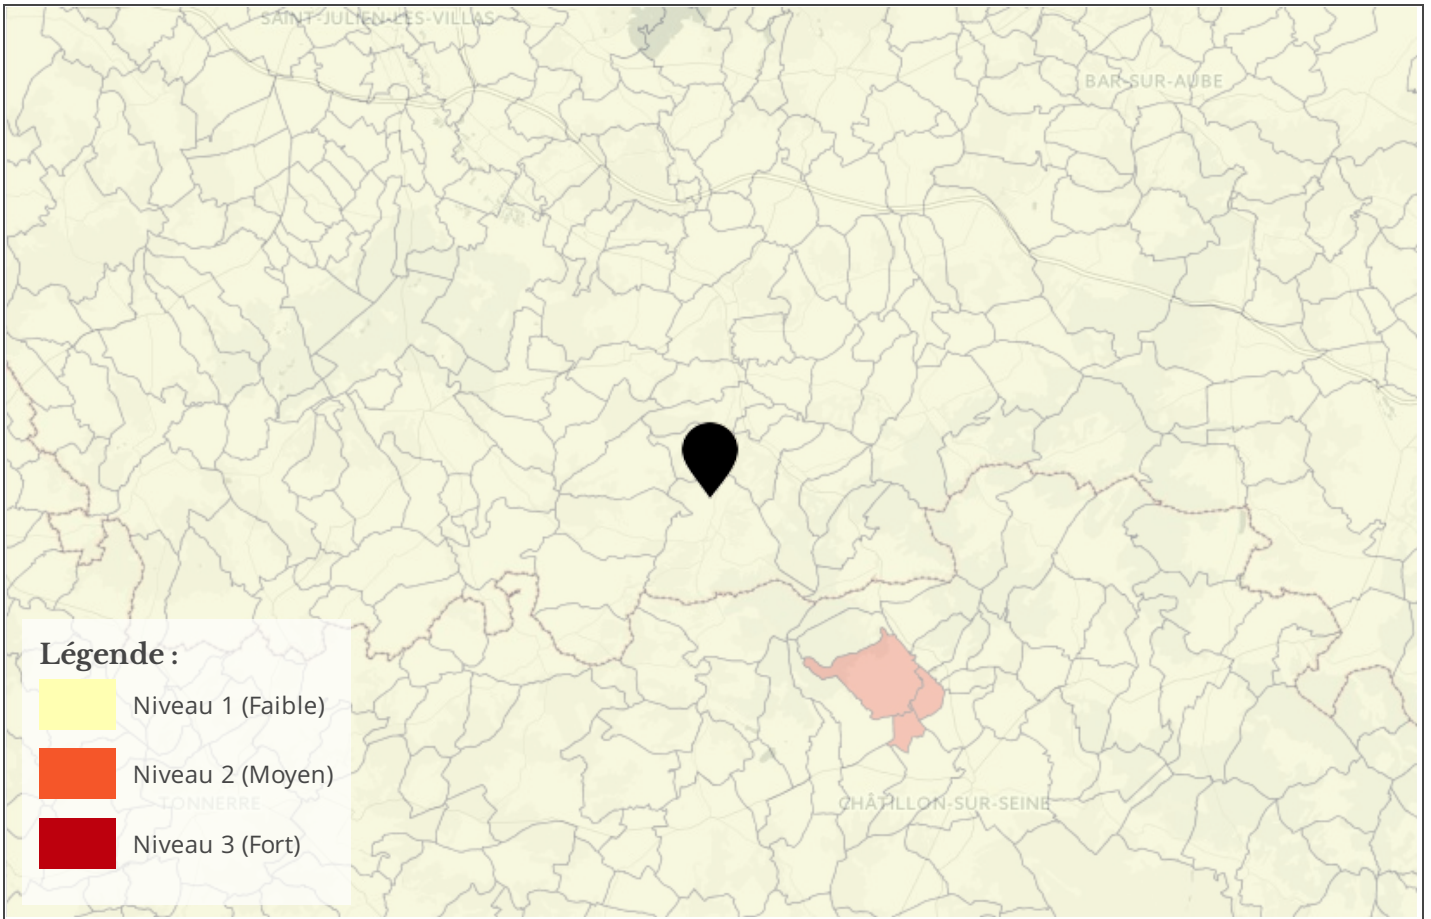 SAINT-JULIEN-LES-VILLAS
BAR-SUR-AUBE
Légende :
Niveau 1 (Faible)
Niveau 2 (Moyen)
TONNERRE
CHÂTILLON-SUR-SEINE
Niveau 3 (Fort)